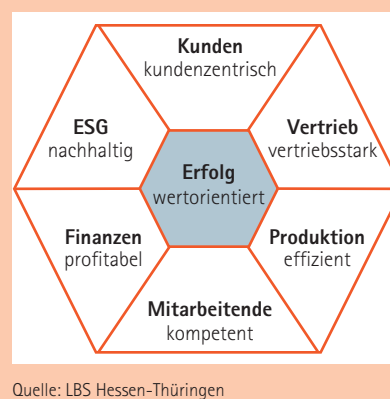 Kunden
kundenzentrisch
ESG
nachhaltig
Vertrieb
vertriebsstark
Erfolg
wertorientiert
Finanzen
profitabel
Produktion
effizient
Mitarbeitende
kompetent
Quelle: LBS Hessen-Thüringen